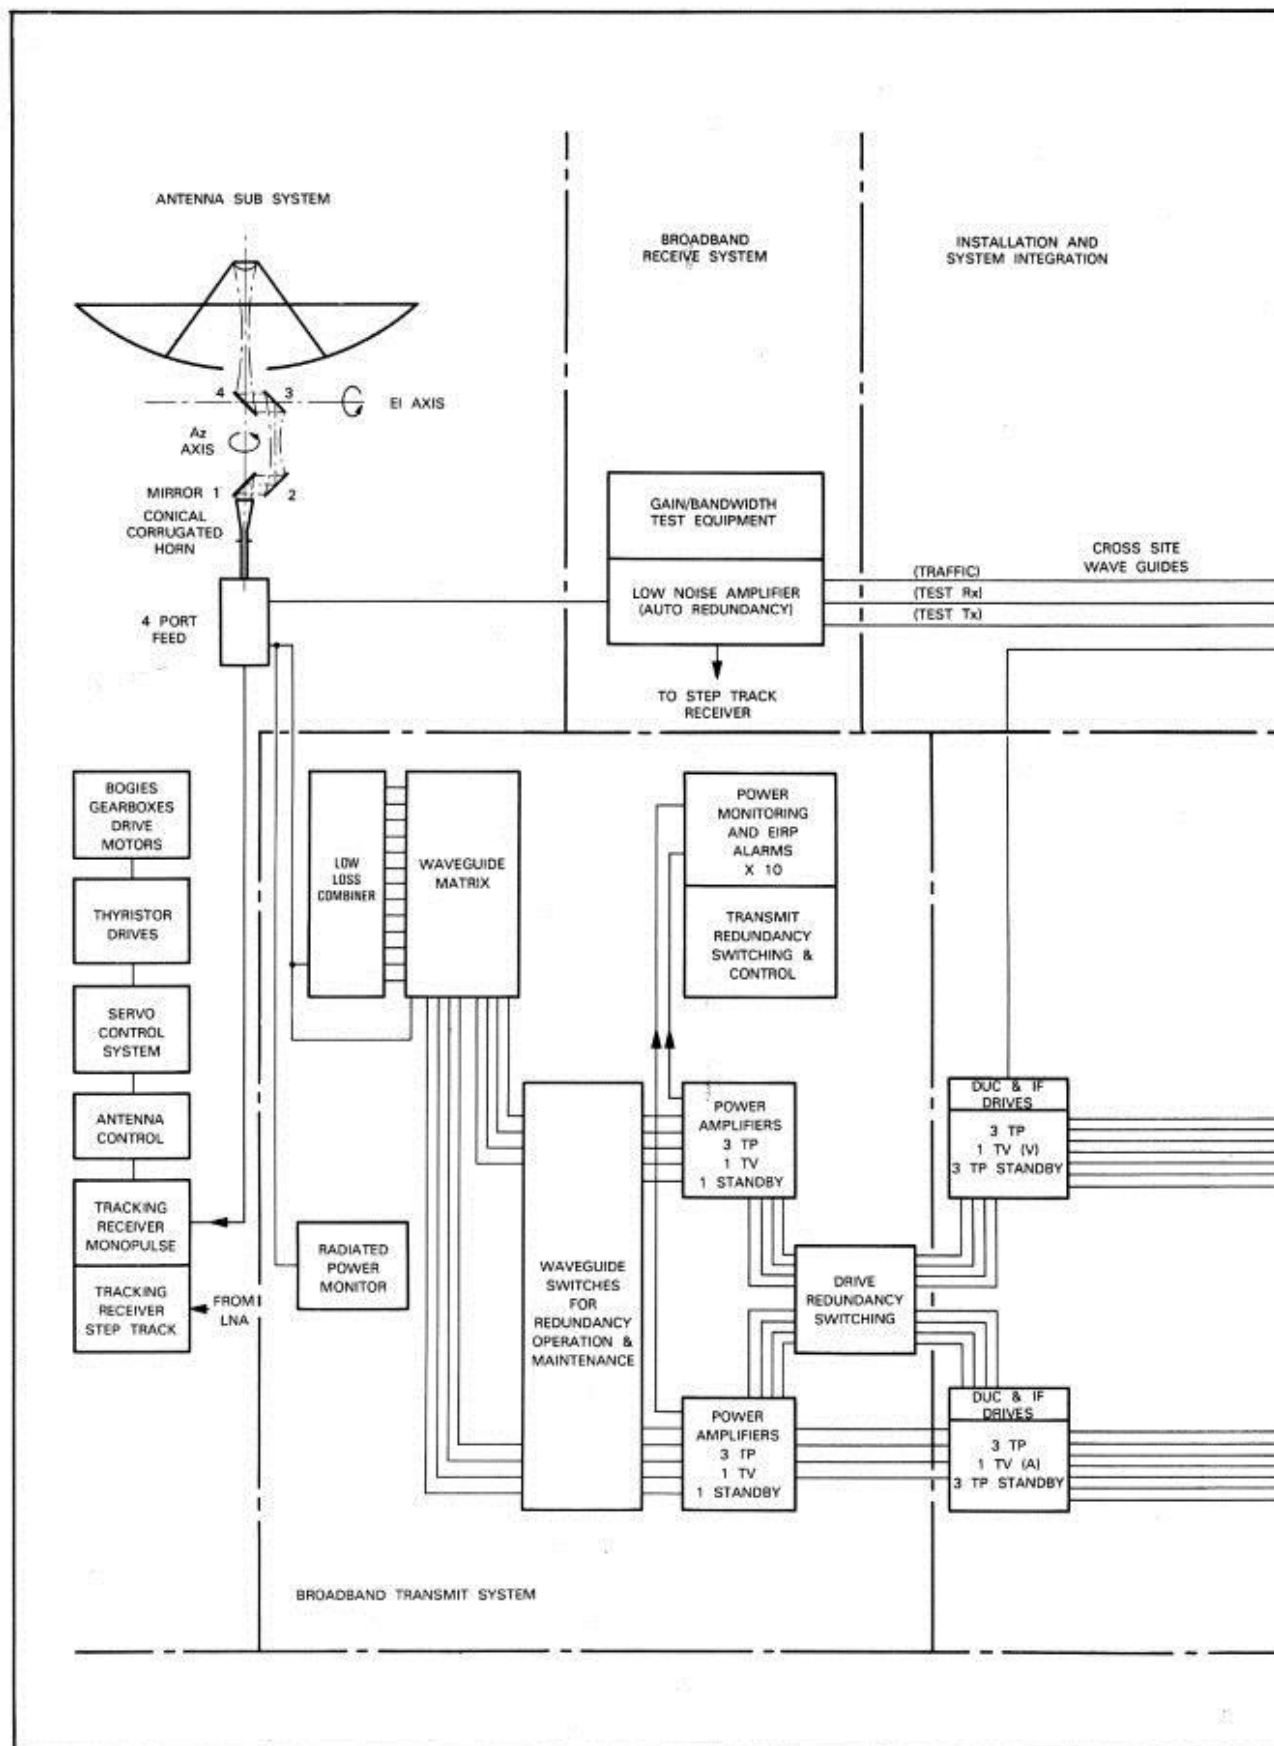 ANTENNA SUB SYSTEM
BROADBAND
RECEIVE SYSTEM
INSTALLATION AND
SYSTEM INTEGRATION
4
3
El AXIS
Az
AXIS
MIRROR 1
2
CONICAL
CORRUGATED
HORN
4 PORT
FEED
GAIN/BANDWIDTH
TEST EQUIPMENT
LOW NOISE AMPLIFIER
(AUTO REDUNDANCY)
TO STEP TRACK
RECEIVER
CROSS SITE
WAVE GUIDES
(TRAFFIC)
(TEST Rx)
(TEST Tx)
BOGIES
GEARBOXES
DRIVE
MOTORS
THYRISTOR
DRIVES
SERVO
CONTROL
SYSTEM
ANTENNA
CONTROL
TRACKING
RECEIVER
MONOPULSE
TRACKING
RECEIVER
STEP TRACK
FROM
LNA
LOW
LOSS
COMBINER
WAVEGUIDE
MATRIX
POWER
MONITORING
AND EIRP
ALARMS
X 10
TRANSMIT
REDUNDANCY
SWITCHING &
CONTROL
RADIATED
POWER
MONITOR
WAVEGUIDE
SWITCHES
FOR
REDUNDANCY
OPERATION &
MAINTENANCE
POWER
AMPLIFIERS
3 TP
1 TV
1 STANDBY
DRIVE
REDUNDANCY
SWITCHING
POWER
AMPLIFIERS
3 TP
1 TV
1 STANDBY
DUC & IF
DRIVES
3 TP
1 TV (V)
3 TP STANDBY
DUC & IF
DRIVES
3 TP
1 TV (A)
3 TP STANDBY
BROADBAND TRANSMIT SYSTEM